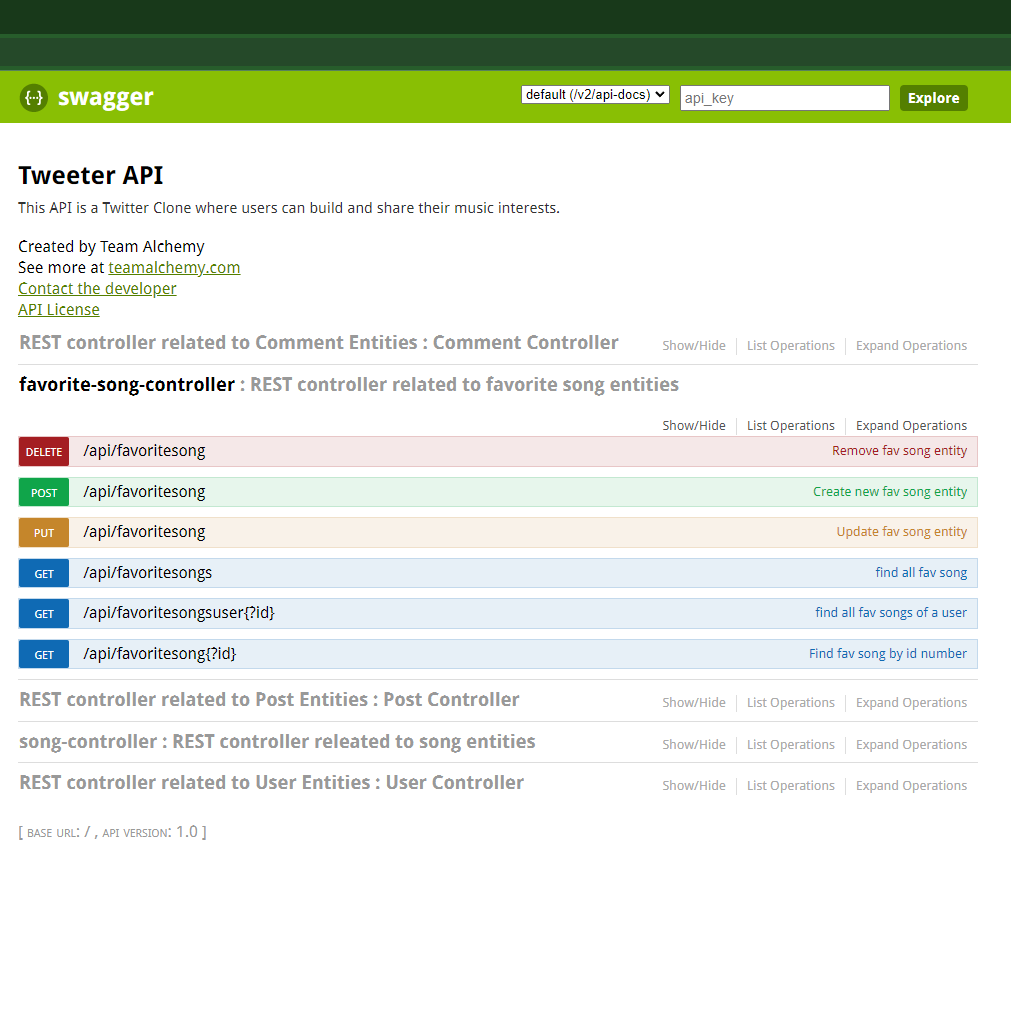 {··} swagger default (/v2/api-docs) api_key Explore
Tweeter API
This API is a Twitter Clone where users can build and share their music interests.
Created by Team Alchemy
See more at teamalchemy.com
Contact the developer
API License
REST controller related to Comment Entities : Comment Controller Show/Hide List Operations Expand Operations
favorite-song-controller : REST controller related to favorite song entities
Show/Hide List Operations Expand Operations
DELETE /api/favoritesong Remove fav song entity
POST /api/favoritesong Create new fav song entity
PUT /api/favoritesong Update fav song entity
GET /api/favoritesongs find all fav song
GET /api/favoritesongsuser{?id} find all fav songs of a user
GET /api/favoritesong{?id} Find fav song by id number
REST controller related to Post Entities : Post Controller Show/Hide List Operations Expand Operations
song-controller : REST controller releated to song entities Show/Hide List Operations Expand Operations
REST controller related to User Entities : User Controller Show/Hide List Operations Expand Operations
[ BASE URL: / , API VERSION: 1.0 ]